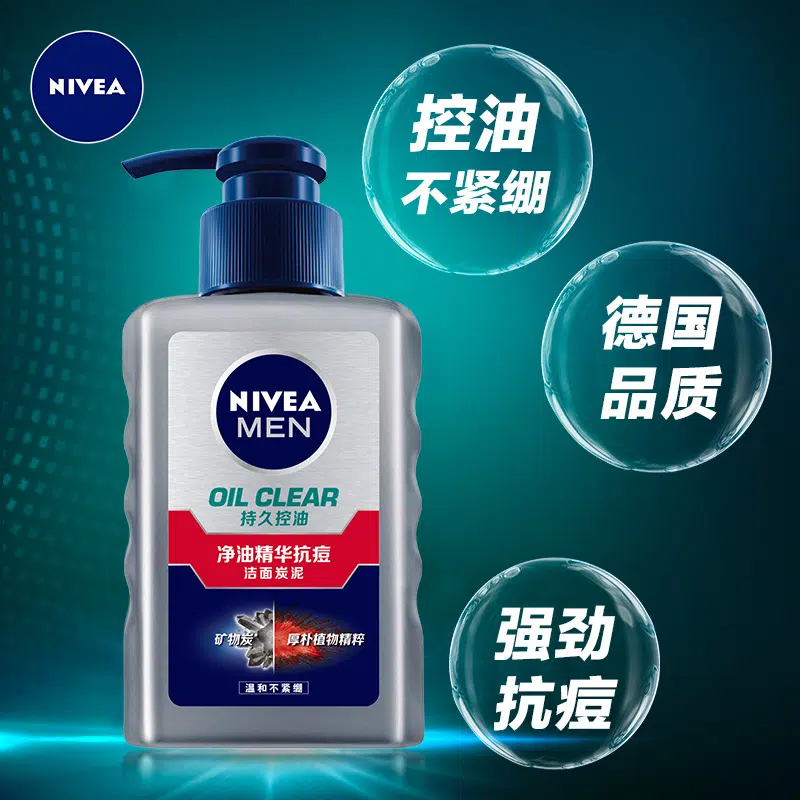 NIVEA
控油
不紧绷
德国
品质
强劲
抗痘
NIVEA
MEN
OIL CLEAR
持久控油
净油精华抗痘
洁面炭泥
矿物炭 厚朴植物精粹
温和不紧绷